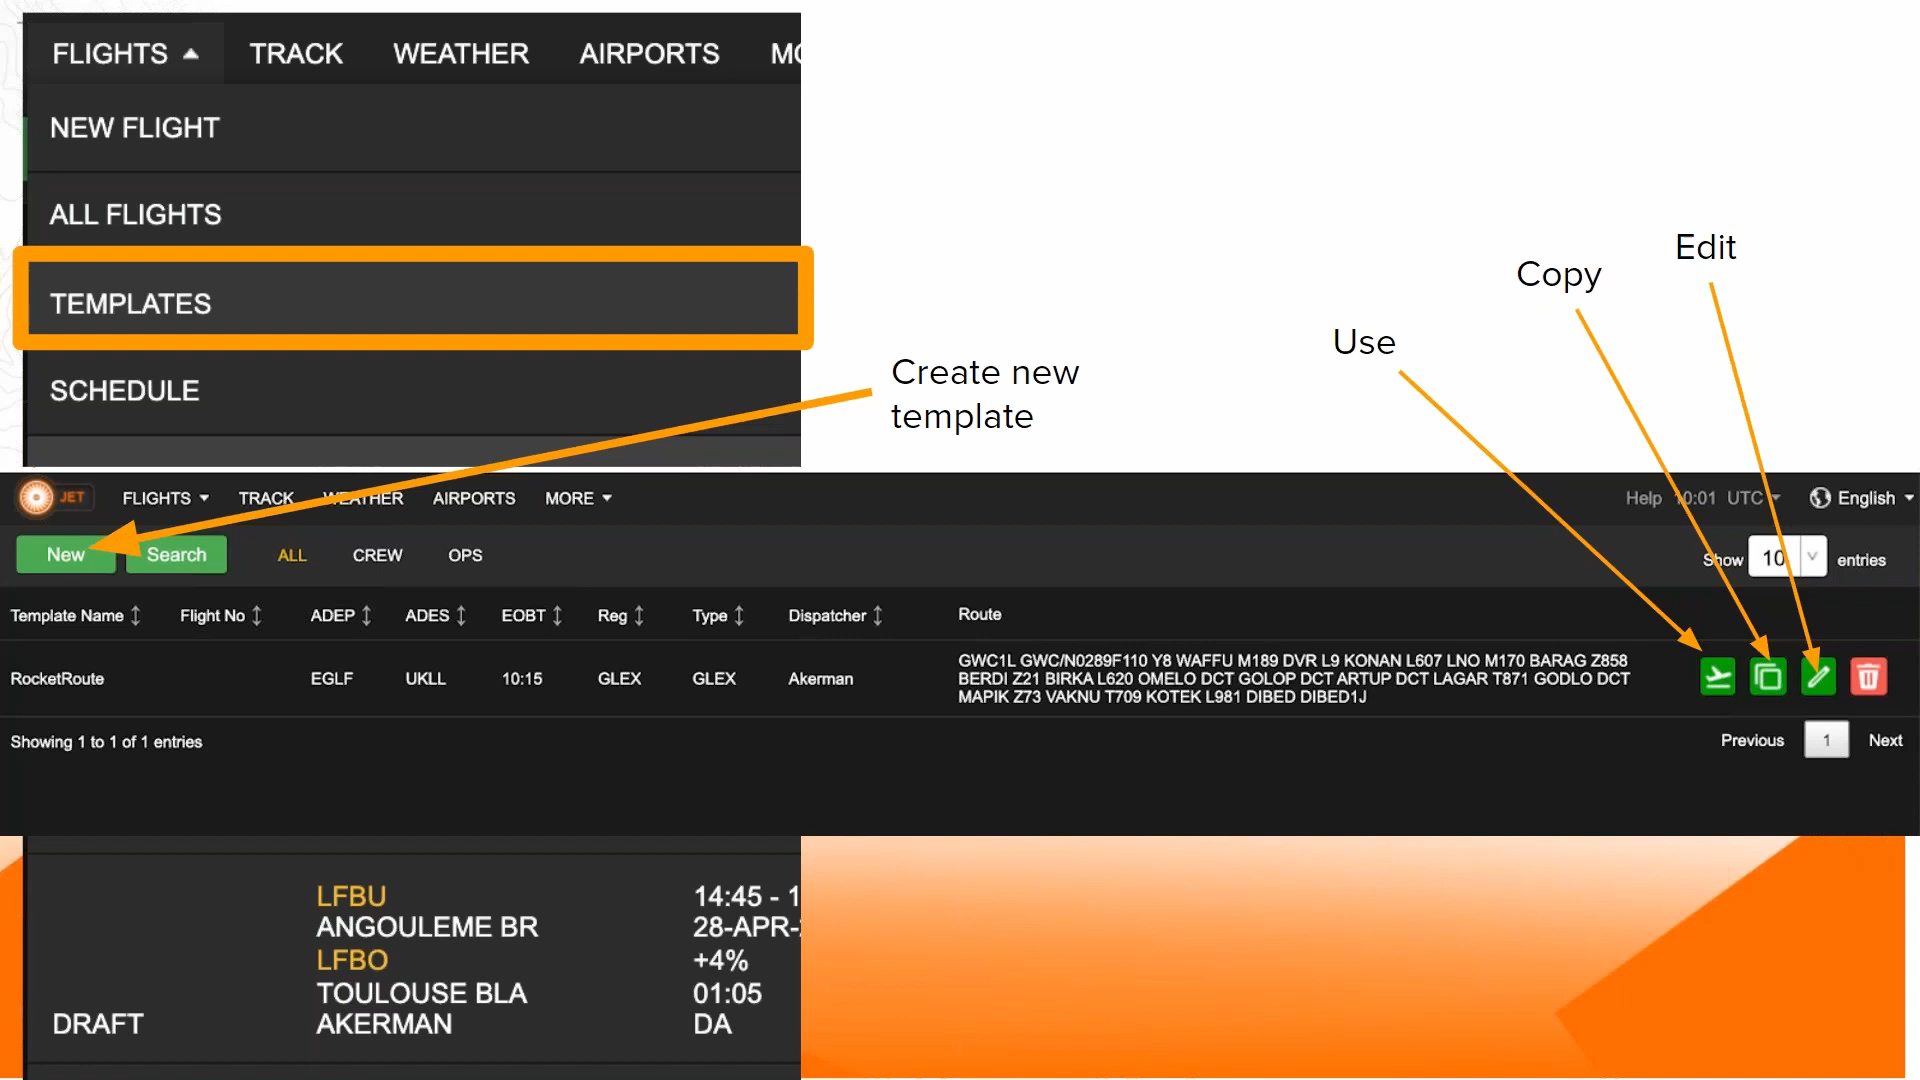 FLIGHTS TRACK WEATHER AIRPORTS
NEW FLIGHT
ALL FLIGHTS
TEMPLATES
SCHEDULE
Create new
template
Use
Copy
Edit
JET FLIGHTS TRACK WEATHER AIRPORTS MORE Help 10:01 UTC English
New Search ALL CREW OPS Show 10 entries
Template Name Flight No ADEP ADES EOBT Reg Type Dispatcher Route
RocketRoute EGLF UKLL 10:15 GLEX GLEX Akerman
GWC1L GWC/N0289F110 Y8 WAFFU M189 DVR L9 KONAN L607 LNO M170 BARAG Z858
BERDI Z21 BIRKA L620 OMELO DCT GOLOP DCT ARTUP DCT LAGAR T871 GODLO DCT
MAPIK Z73 VAKNU T709 KOTEK L981 DIBED DIBED1J
Showing 1 to 1 of 1 entries Previous 1 Next
LFBU 14:45 - 1
ANGOULEME BR 28-APR-
LFBO +4%
TOULOUSE BLA 01:05
DRAFT AKERMAN DA